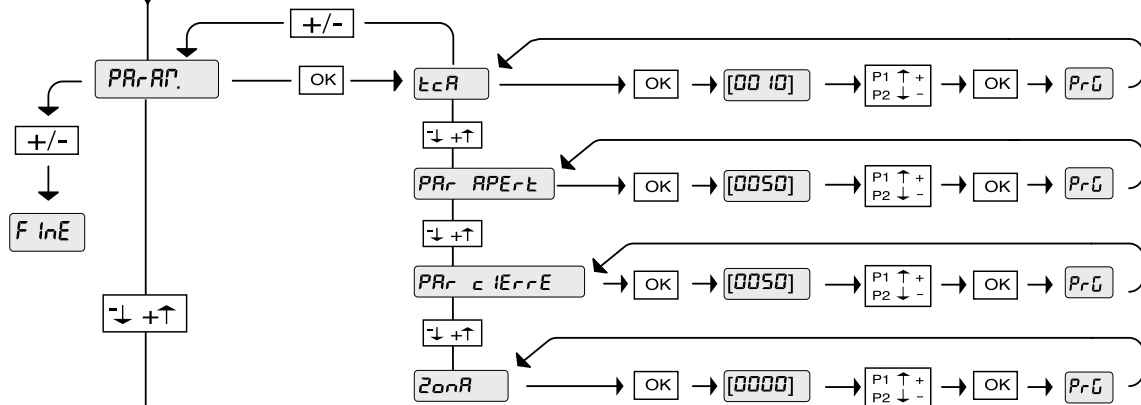 +/-
PArAM. OK tcA OK [0010] P1 ↑ + OK PrG
P2 ↓ -
+/- -↓ +↑
PAr APErt OK [0050] P1 ↑ + OK PrG
P2 ↓ -
FInE -↓ +↑
PAr cIErrE OK [0050] P1 ↑ + OK PrG
P2 ↓ -
-↓ +↑ -↓ +↑
ZonA OK [0000] P1 ↑ + OK PrG
P2 ↓ -